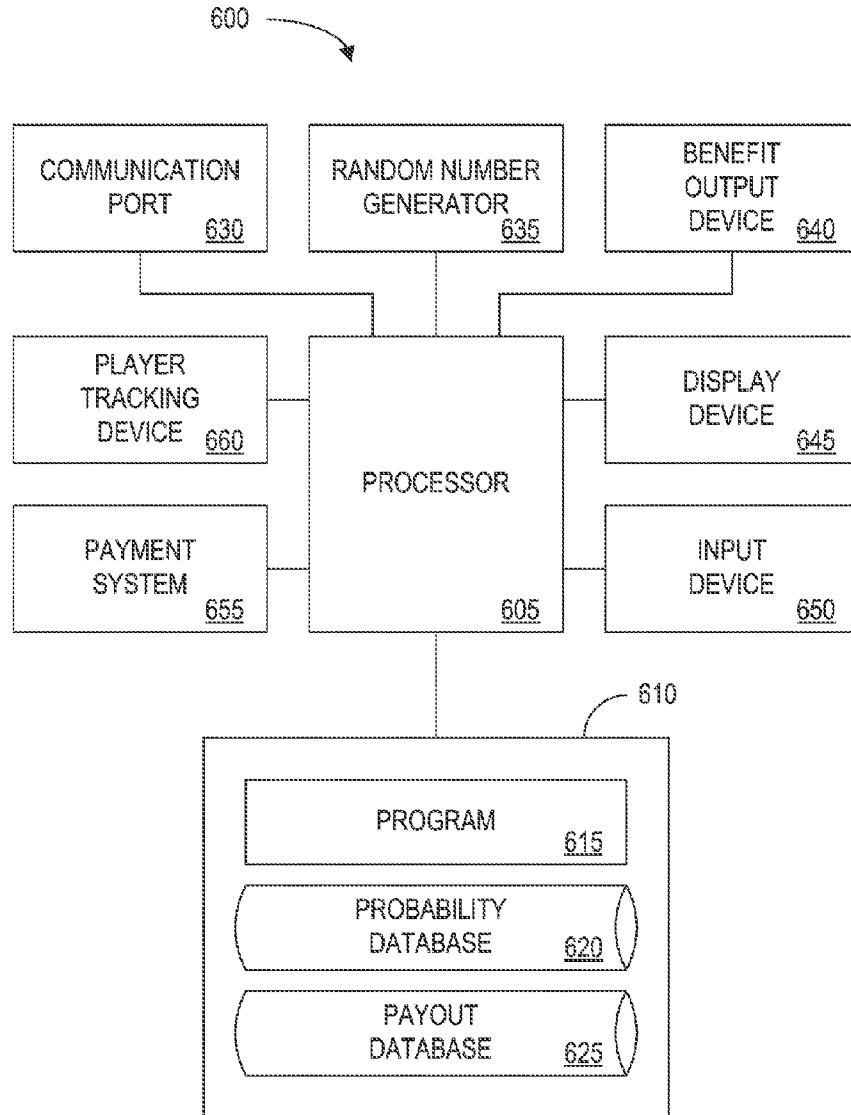 600
COMMUNICATION
PORT
630
RANDOM NUMBER
GENERATOR
635
BENEFIT
OUTPUT
DEVICE
640
PLAYER
TRACKING
DEVICE
660
PROCESSOR
605
DISPLAY
DEVICE
645
PAYMENT
SYSTEM
655
INPUT
DEVICE
650
610
PROGRAM
615
PROBABILITY
DATABASE
620
PAYOUT
DATABASE
625